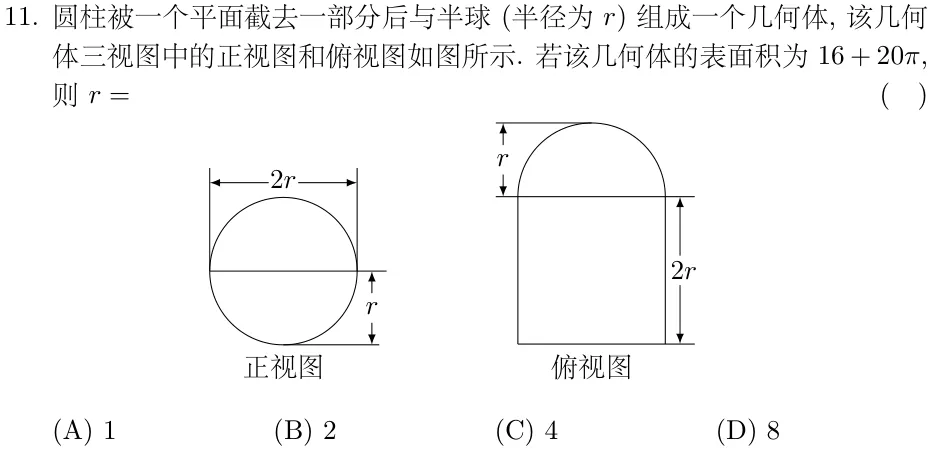 11. 圆柱被一个平面截去一部分后与半球 (半径为 r) 组成一个几何体, 该几何
体三视图中的正视图和俯视图如图所示. 若该几何体的表面积为 16 + 20π,
则 r = ( )
r
2r
2r
r
正视图 俯视图
(A) 1 (B) 2 (C) 4 (D) 8